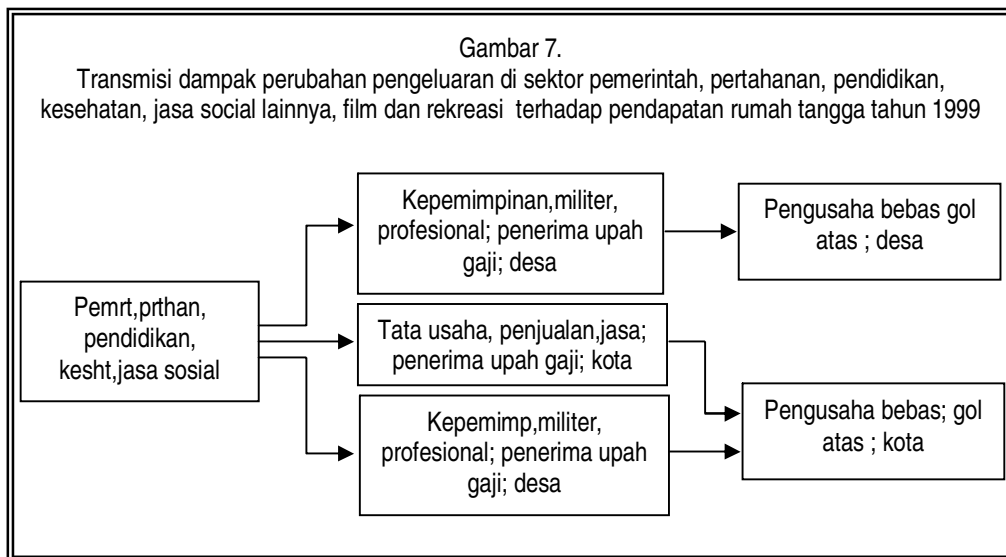 Gambar 7.
Transmisi dampak perubahan pengeluaran di sektor pemerintah, pertahanan, pendidikan,
kesehatan, jasa social lainnya, film dan rekreasi terhadap pendapatan rumah tangga tahun 1999
Pemrt,prthan,
pendidikan,
kesht,jasa sosial
Kepemimpinan,militer,
profesional; penerima upah
gaji; desa
Tata usaha, penjualan,jasa;
penerima upah gaji; kota
Kepemimp,militer,
profesional; penerima upah
gaji; desa
Pengusaha bebas gol
atas ; desa
Pengusaha bebas; gol
atas ; kota